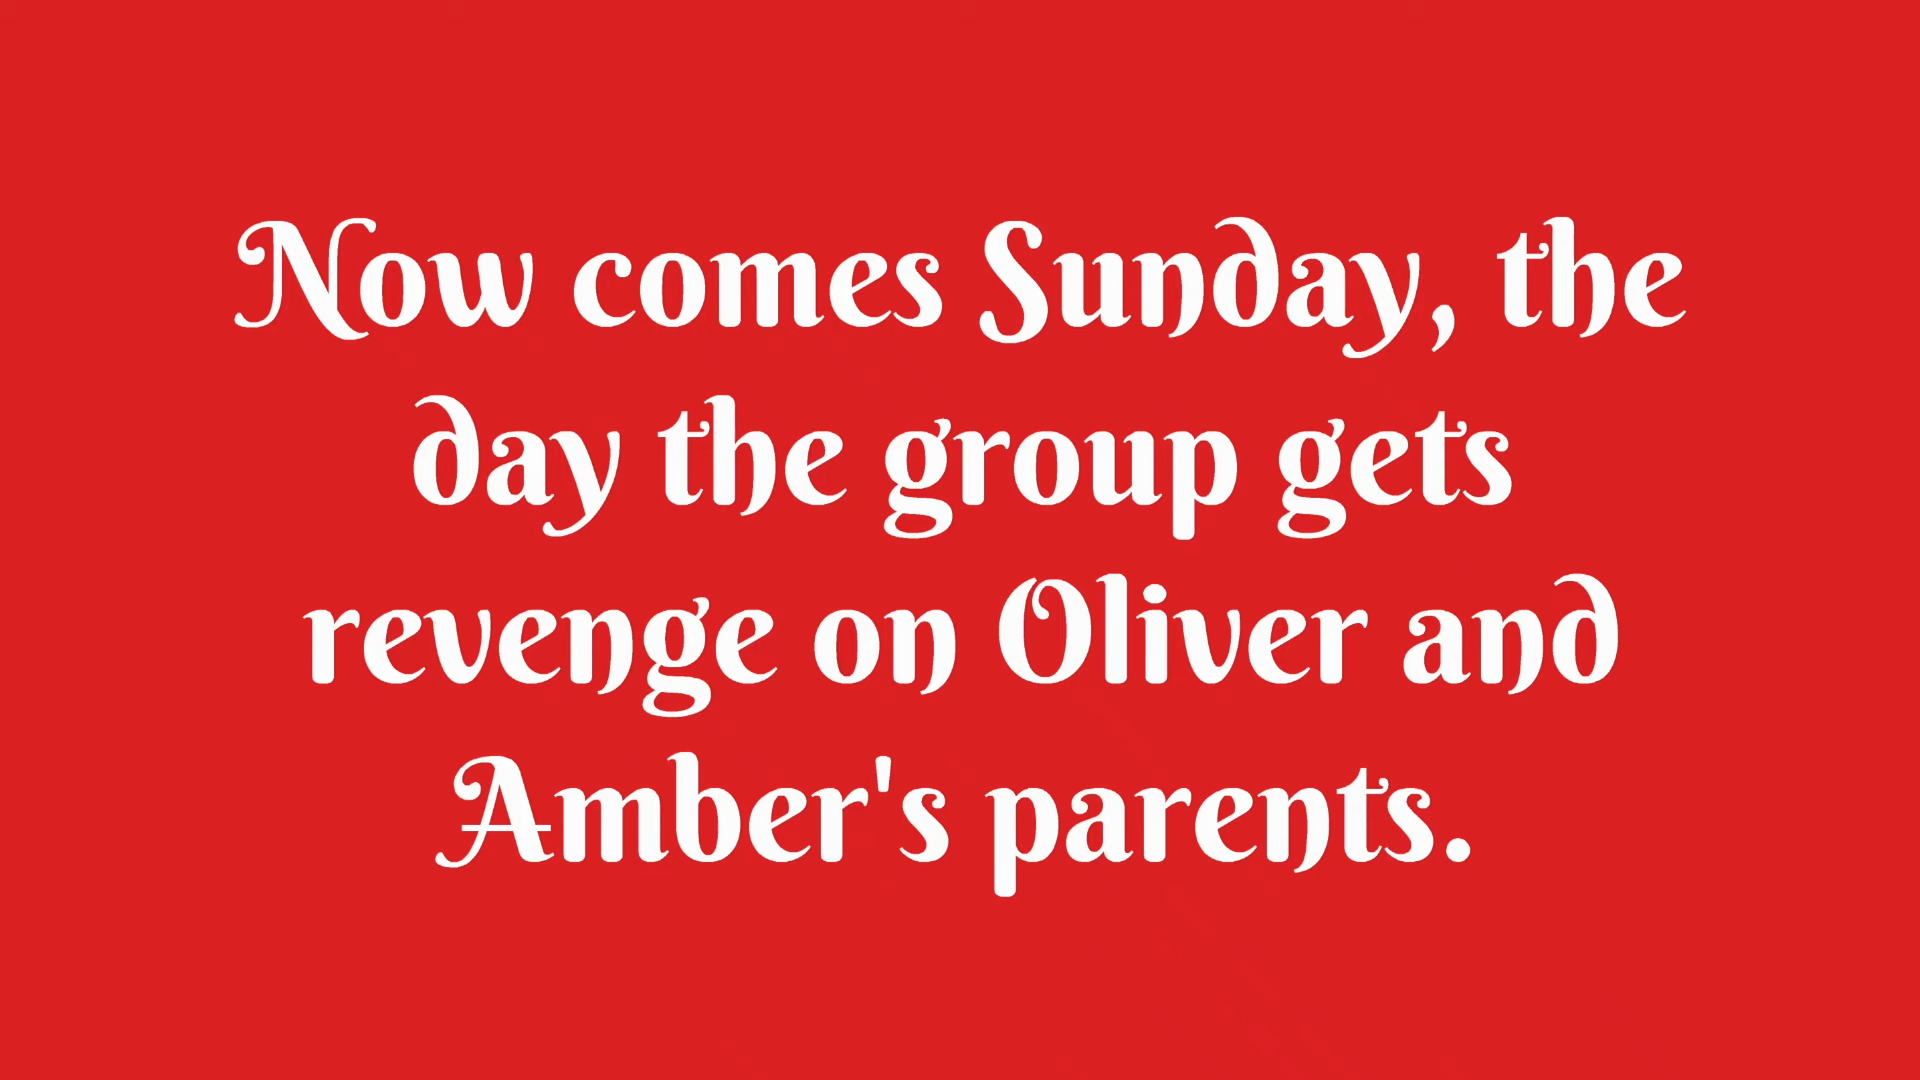 Now comes Sunday, the
day the group gets
revenge on Oliver and
Amber's parents.